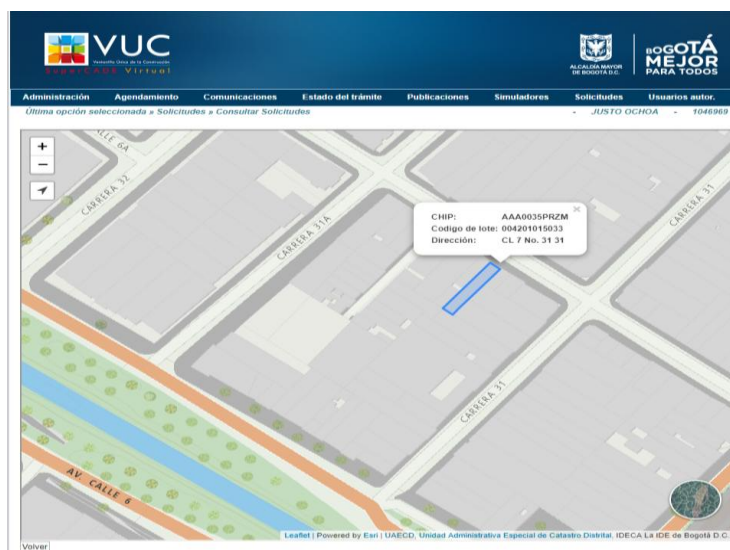 VUC
Ventanilla Única de la Construcción
SuperCADE Virtual
ALCALDÍA MAYOR
DE BOGOTÁ D.C.
BOGOTÁ
MEJOR
PARA TODOS
Administración Agendamiento Comunicaciones Estado del trámite Publicaciones Simuladores Solicitudes Usuarios autor.
Última opción seleccionada » Solicitudes » Consultar Solicitudes - JUSTO OCHOA - 1046969
+
−
CALLE 6A
CARRERA 32
CARRERA 31A
CARRERA 31
×
CHIP: AAA0035PRZM
Codigo de lote: 004201015033
Dirección: CL 7 No. 31 31
CARRERA 31
AV. CALLE 6
Leaflet | Powered by Esri | UAECD, Unidad Administrativa Especial de Catastro Distrital, IDECA La IDE de Bogotá D.C.
Volver